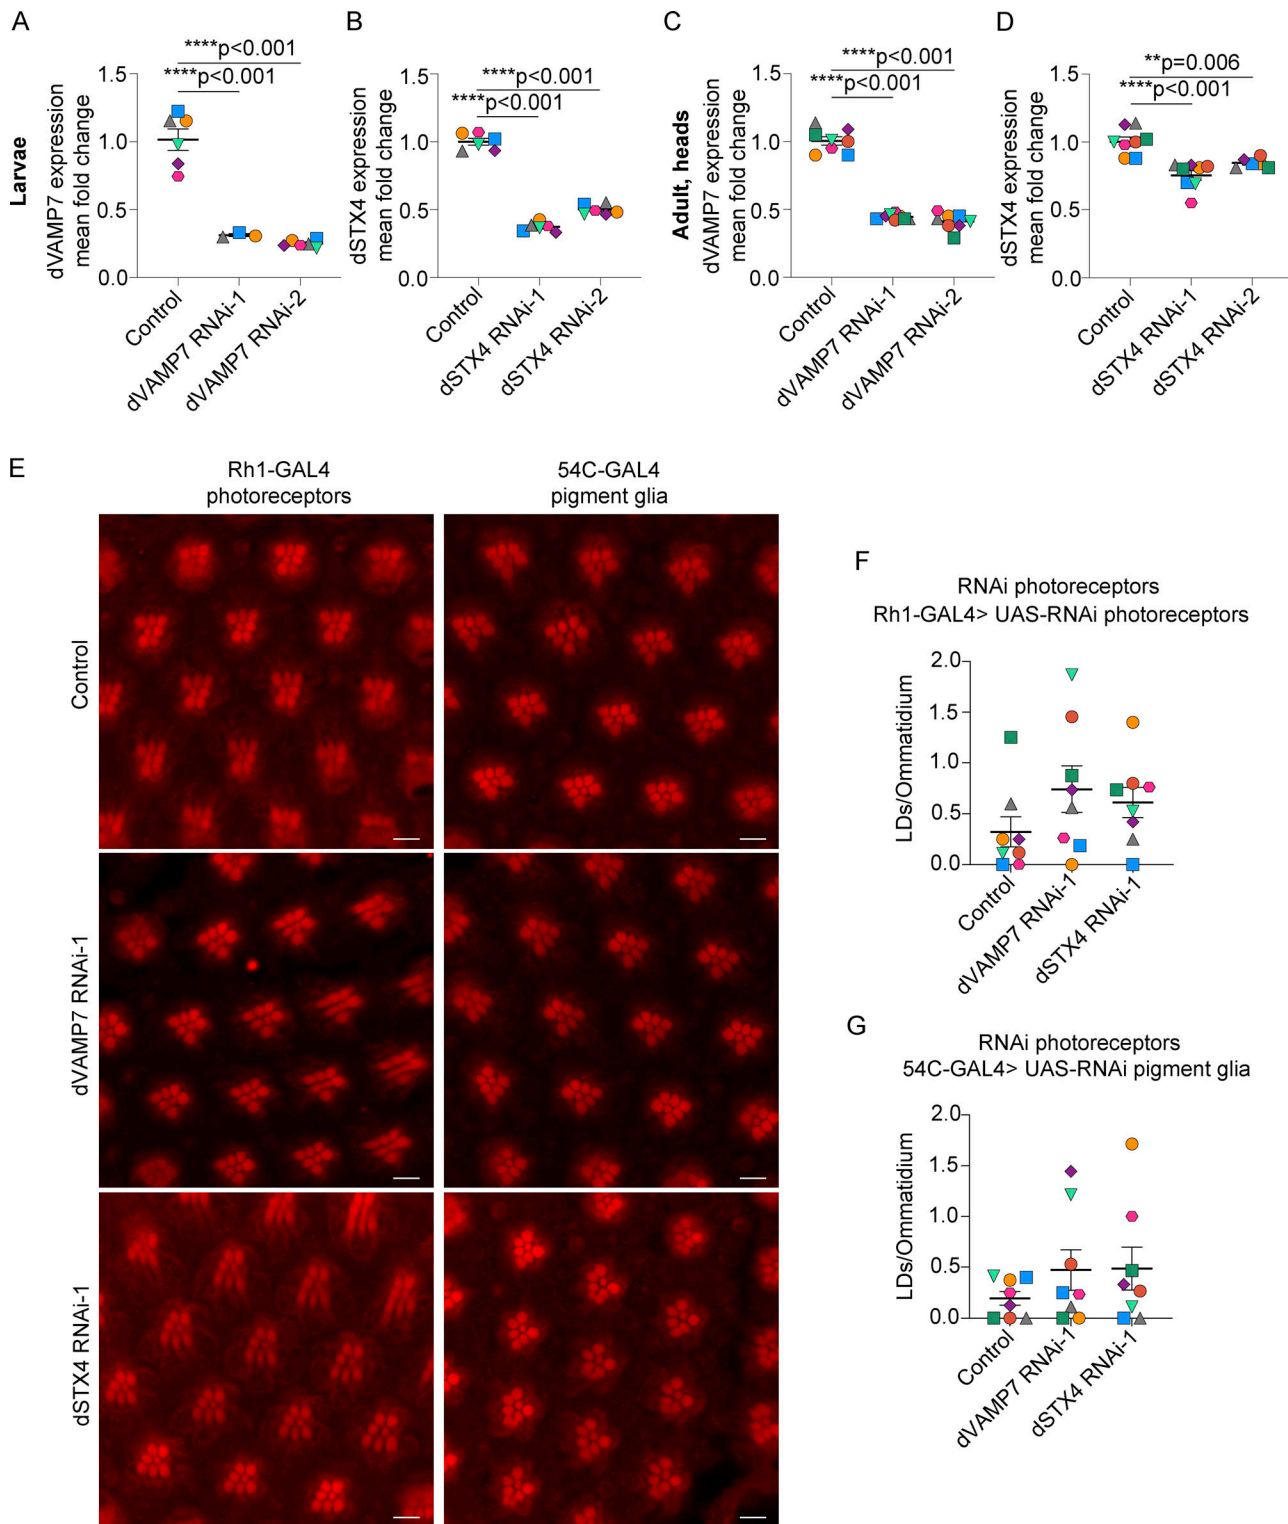 A
****p<0.001
****p<0.001
1.5
1.0
0.5
0.0
Larvae
dVAMP7 expression
mean fold change
Control
dVAMP7 RNAi-1
dVAMP7 RNAi-2
B
****p<0.001
****p<0.001
1.5
1.0
0.5
0.0
dSTX4 expression
mean fold change
Control
dSTX4 RNAi-1
dSTX4 RNAi-2
C
****p<0.001
****p<0.001
1.5
1.0
0.5
0.0
Adult, heads
dVAMP7 expression
mean fold change
Control
dVAMP7 RNAi-1
dVAMP7 RNAi-2
D
**p=0.006
****p<0.001
1.5
1.0
0.5
0.0
dSTX4 expression
mean fold change
Control
dSTX4 RNAi-1
dSTX4 RNAi-2
E
Rh1-GAL4
photoreceptors
54C-GAL4
pigment glia
Control
dVAMP7 RNAi-1
dSTX4 RNAi-1
F
RNAi photoreceptors
Rh1-GAL4> UAS-RNAi photoreceptors
2.0
1.5
1.0
0.5
0.0
LDs/Ommatidium
Control
dVAMP7 RNAi-1
dSTX4 RNAi-1
G
RNAi photoreceptors
54C-GAL4> UAS-RNAi pigment glia
2.0
1.5
1.0
0.5
0.0
LDs/Ommatidium
Control
dVAMP7 RNAi-1
dSTX4 RNAi-1